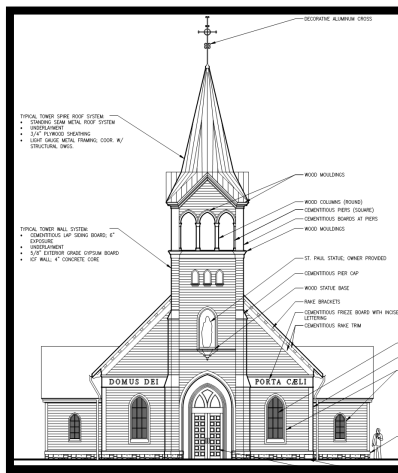 DECORATIVE ALUMINUM CROSS
TYPICAL TOWER SPIRE ROOF SYSTEM:
• STANDING SEAM METAL ROOF SYSTEM
• UNDERLAYMENT
• 3/4" PLYWOOD SHEATHING
• LIGHT GAUGE METAL FRAMING; COOR. W/
STRUCTURAL DWGS.
WOOD MOULDINGS
WOOD COLUMNS (ROUND)
CEMENTITIOUS PIERS (SQUARE)
CEMENTITIOUS BOARDS AT PIERS
WOOD MOULDINGS
TYPICAL TOWER WALL SYSTEM:
• CEMENTITIOUS LAP SIDING BOARD; 6"
EXPOSURE
• UNDERLAYMENT
• 5/8" EXTERIOR GRADE GYPSUM BOARD
• ICF WALL; 4" CONCRETE CORE
ST. PAUL STATUE; OWNER PROVIDED
CEMENTITIOUS PIER CAP
WOOD STATUE BASE
RAKE BRACKETS
CEMENTITIOUS FRIEZE BOARD WITH INCISE
LETTERING
CEMENTITIOUS RAKE TRIM
DOMUS DEI
PORTA CÆLI